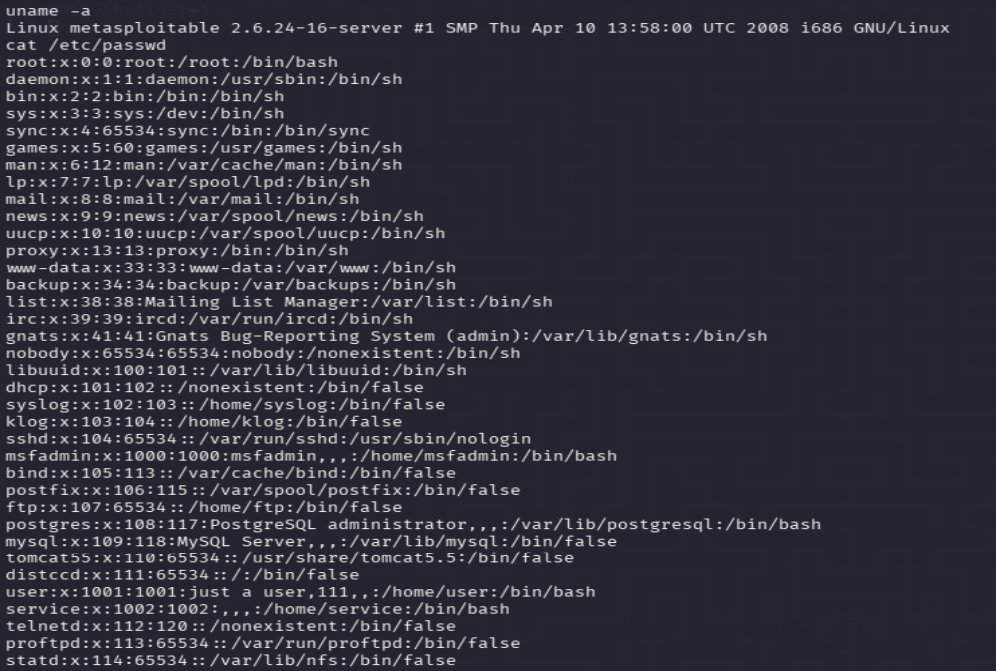 uname -a
Linux metasploitable 2.6.24-16-server #1 SMP Thu Apr 10 13:58:00 UTC 2008 i686 GNU/Linux
cat /etc/passwd
root:x:0:0:root:/root:/bin/bash
daemon:x:1:1:daemon:/usr/sbin:/bin/sh
bin:x:2:2:bin:/bin:/bin/sh
sys:x:3:3:sys:/dev:/bin/sh
sync:x:4:65534:sync:/bin:/bin/sync
games:x:5:60:games:/usr/games:/bin/sh
man:x:6:12:man:/var/cache/man:/bin/sh
lp:x:7:7:lp:/var/spool/lpd:/bin/sh
mail:x:8:8:mail:/var/mail:/bin/sh
news:x:9:9:news:/var/spool/news:/bin/sh
uucp:x:10:10:uucp:/var/spool/uucp:/bin/sh
proxy:x:13:13:proxy:/bin:/bin/sh
www-data:x:33:33:www-data:/var/www:/bin/sh
backup:x:34:34:backup:/var/backups:/bin/sh
list:x:38:38:Mailing List Manager:/var/list:/bin/sh
irc:x:39:39:ircd:/var/run/ircd:/bin/sh
gnats:x:41:41:Gnats Bug-Reporting System (admin):/var/lib/gnats:/bin/sh
nobody:x:65534:65534:nobody:/nonexistent:/bin/sh
libuuid:x:100:101::/var/lib/libuuid:/bin/sh
dhcp:x:101:102::/nonexistent:/bin/false
syslog:x:102:103::/home/syslog:/bin/false
klog:x:103:104::/home/klog:/bin/false
sshd:x:104:65534::/var/run/sshd:/usr/sbin/nologin
msfadmin:x:1000:1000:msfadmin,,,:/home/msfadmin:/bin/bash
bind:x:105:113::/var/cache/bind:/bin/false
postfix:x:106:115::/var/spool/postfix:/bin/false
ftp:x:107:65534::/home/ftp:/bin/false
postgres:x:108:117:PostgreSQL administrator,,,:/var/lib/postgresql:/bin/bash
mysql:x:109:118:MySQL Server,,,:/var/lib/mysql:/bin/false
tomcat55:x:110:65534::/usr/share/tomcat5.5:/bin/false
distccd:x:111:65534::/:/bin/false
user:x:1001:1001:just a user,111,,:/home/user:/bin/bash
service:x:1002:1002:,,,:/home/service:/bin/bash
telnetd:x:112:120::/nonexistent:/bin/false
proftpd:x:113:65534::/var/run/proftpd:/bin/false
statd:x:114:65534::/var/lib/nfs:/bin/false